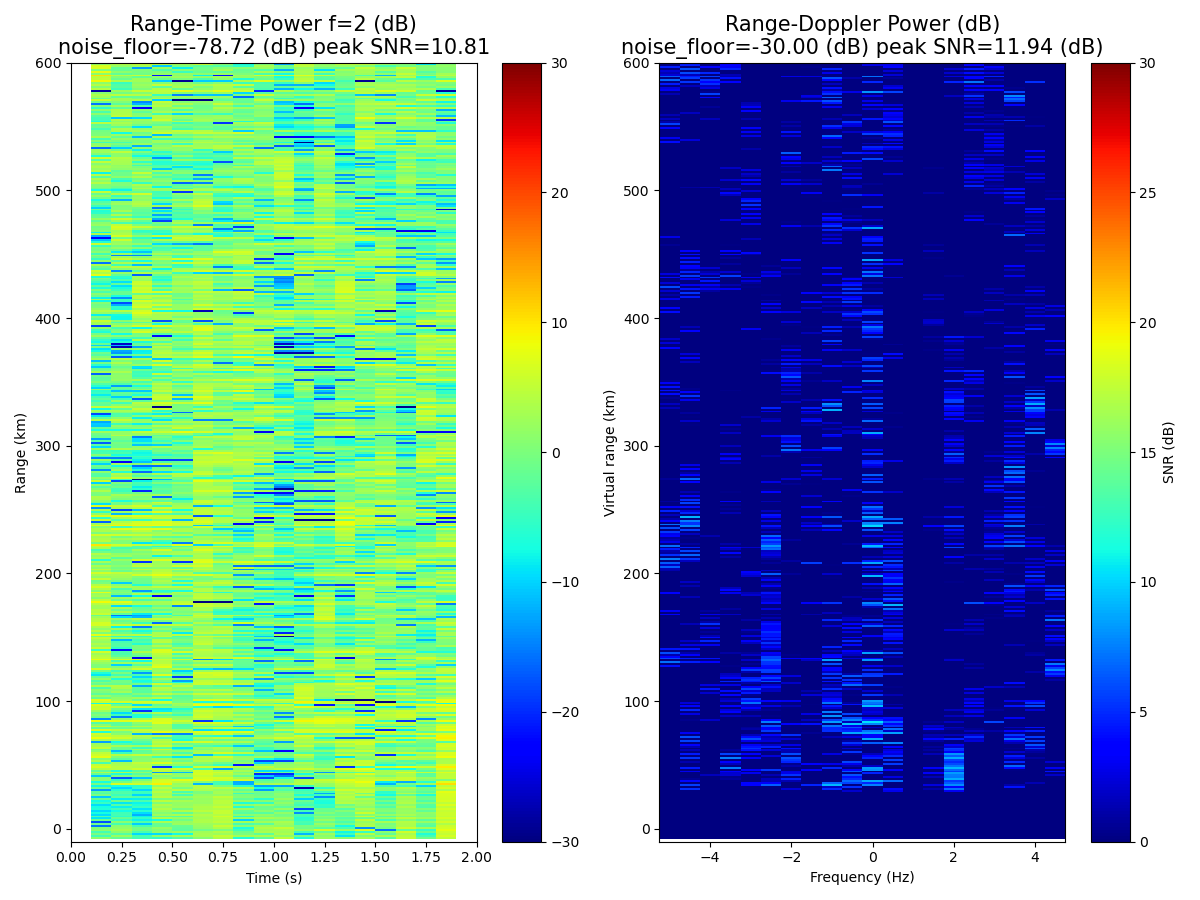 Range-Time Power f=2 (dB)
noise_floor=-78.72 (dB) peak SNR=10.81
Range-Doppler Power (dB)
noise_floor=-30.00 (dB) peak SNR=11.94 (dB)
600
500
400
300
200
100
0
Range (km)
0.00 0.25 0.50 0.75 1.00 1.25 1.50 1.75 2.00
Time (s)
30
20
10
0
−10
−20
−30
600
500
400
300
200
100
0
Virtual range (km)
−4 −2 0 2 4
Frequency (Hz)
30
25
20
15
10
5
0
SNR (dB)